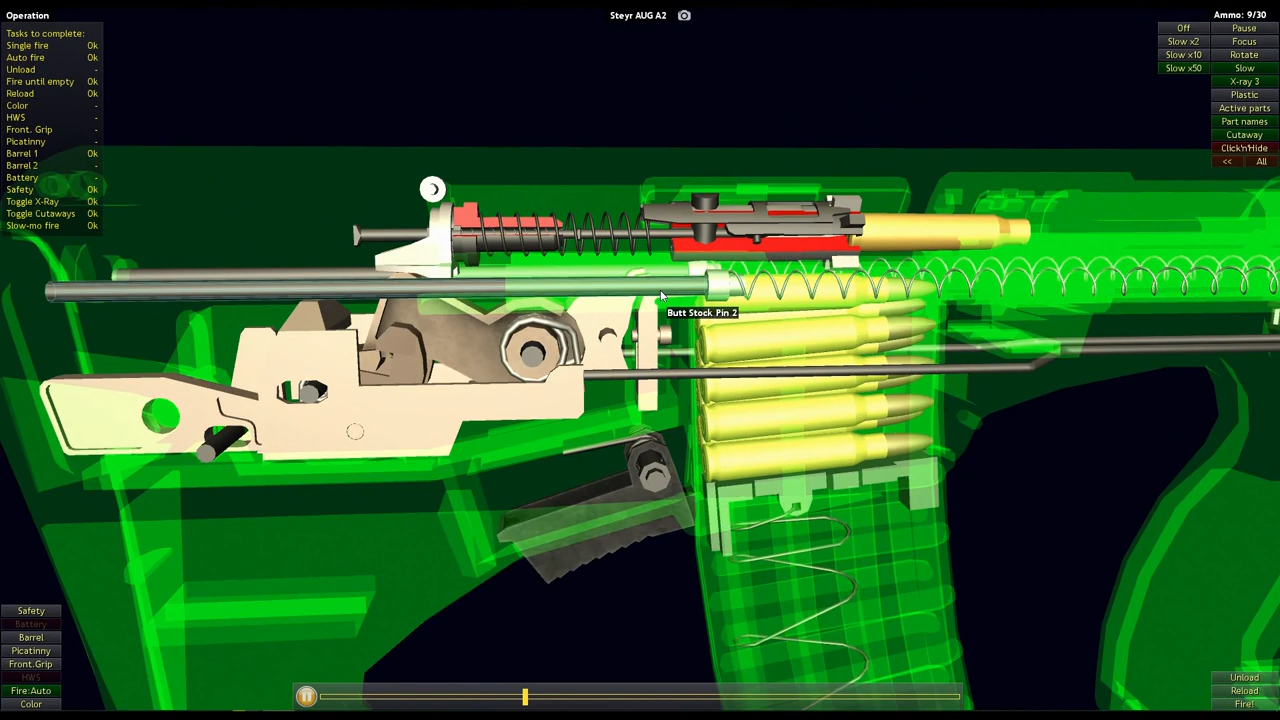 Operation
Steyr AUG A2
Ammo: 9/30
Tasks to complete:
Single fire Ok
Auto fire Ok
Unload -
Fire until empty Ok
Reload Ok
Color -
HWS -
Front. Grip -
Picatinny -
Barrel 1 Ok
Barrel 2 -
Battery -
Safety Ok
Toggle X-Ray Ok
Toggle Cutaways Ok
Slow-mo fire Ok
Off Pause
Slow x2 Focus
Slow x10 Rotate
Slow x50 Slow
X-ray 3
Plastic
Active parts
Part names
Cutaway
Click'n'Hide
<< All
Butt Stock Pin 2
Safety
Battery
Barrel
Picatinny
Front.Grip
HWS
Fire:Auto
Color
Unload
Reload
Fire!